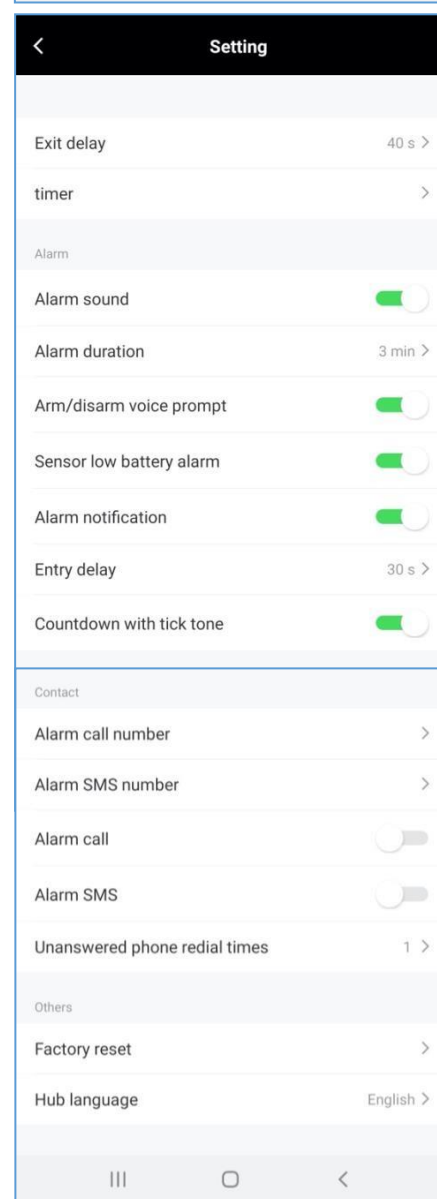 Setting
Exit delay 40 s
timer
Alarm
Alarm sound
Alarm duration 3 min
Arm/disarm voice prompt
Sensor low battery alarm
Alarm notification
Entry delay 30 s
Countdown with tick tone
Contact
Alarm call number
Alarm SMS number
Alarm call
Alarm SMS
Unanswered phone redial times 1
Others
Factory reset
Hub language English